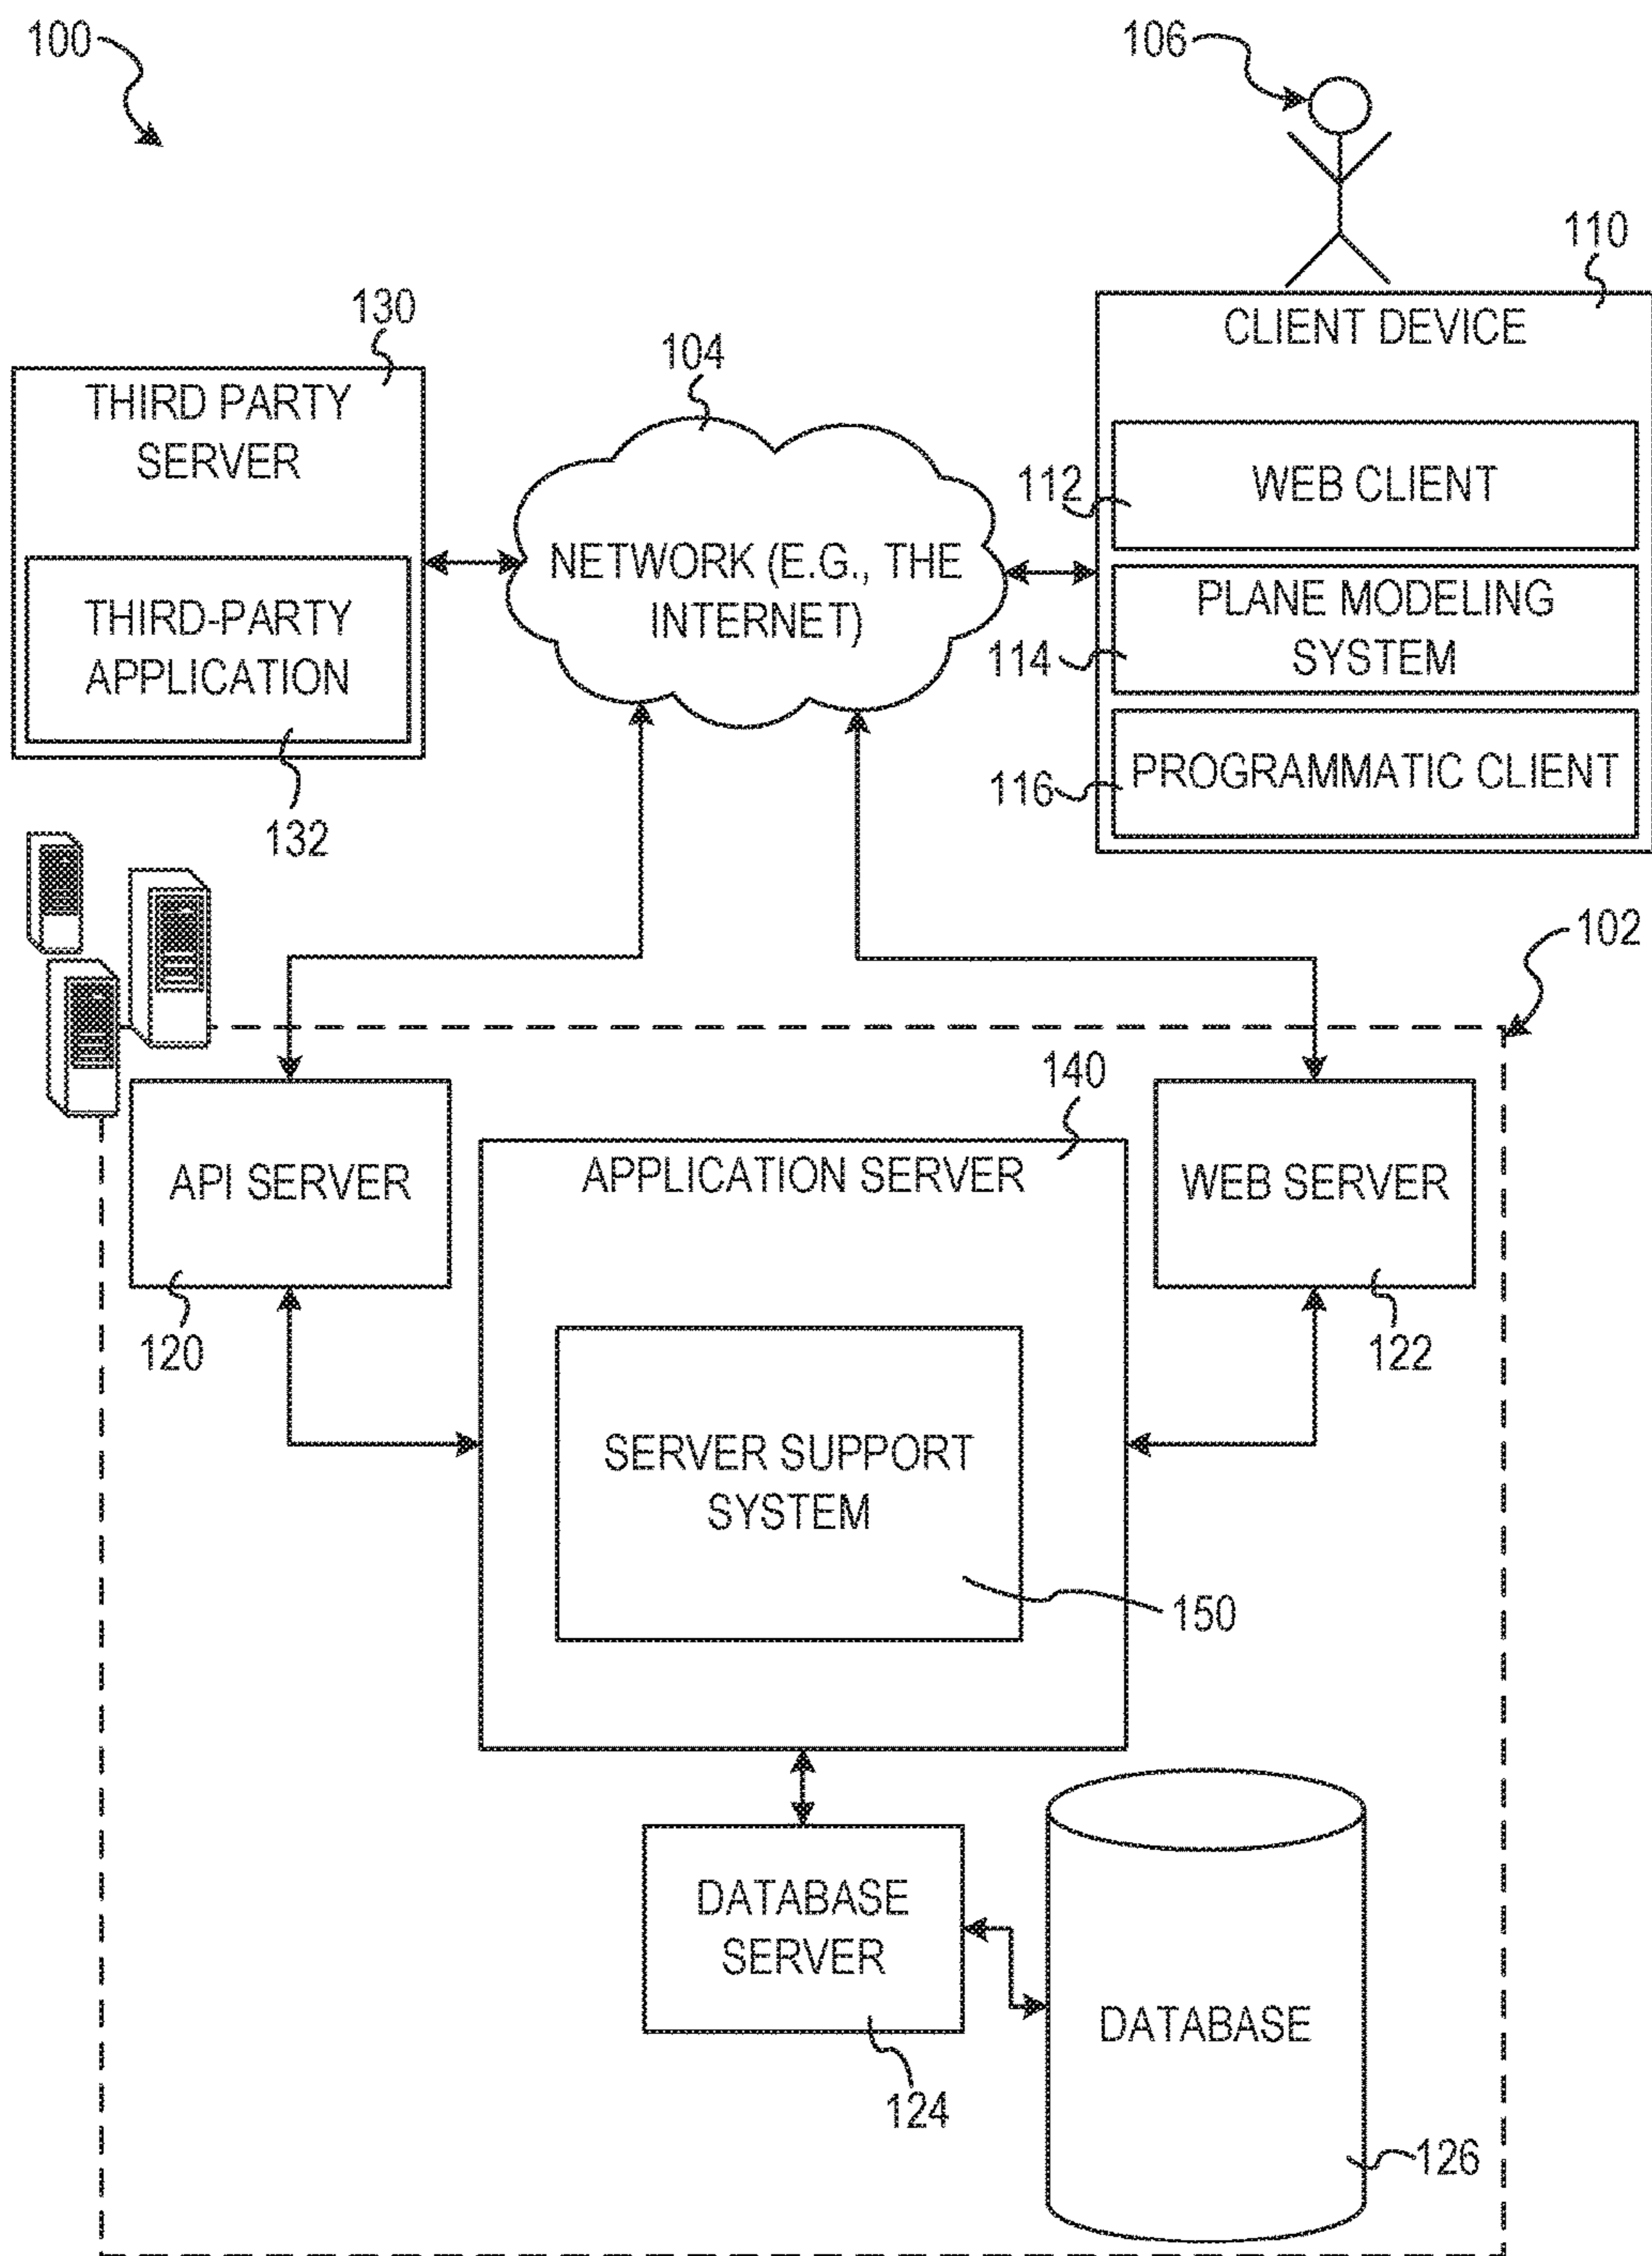 100
106
110
CLIENT DEVICE
130
THIRD PARTY
SERVER
104
112
WEB CLIENT
NETWORK (E.G., THE
INTERNET)
THIRD-PARTY
APPLICATION
114
PLANE MODELING
SYSTEM
116
PROGRAMMATIC CLIENT
132
102
140
API SERVER
APPLICATION SERVER
WEB SERVER
120
122
SERVER SUPPORT
SYSTEM
150
DATABASE
SERVER
DATABASE
124
126